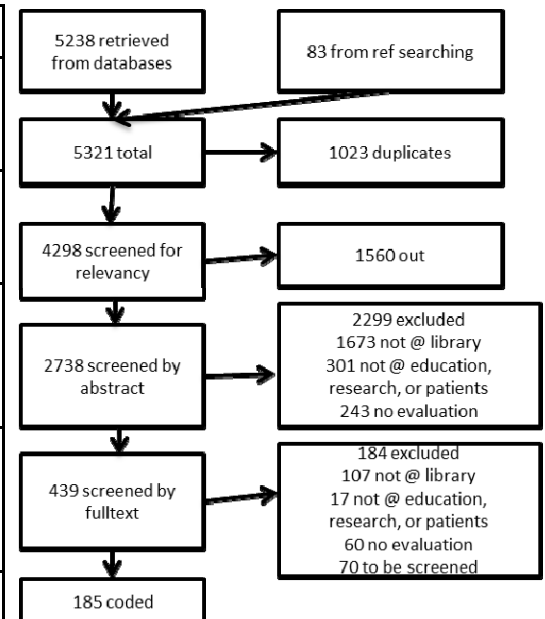 5238 retrieved
from databases
83 from ref searching
5321 total
1023 duplicates
4298 screened for
relevancy
1560 out
2738 screened by
abstract
2299 excluded
1673 not @ library
301 not @ education,
research, or patients
243 no evaluation
439 screened by
fulltext
184 excluded
107 not @ library
17 not @ education,
research, or patients
60 no evaluation
70 to be screened
185 coded